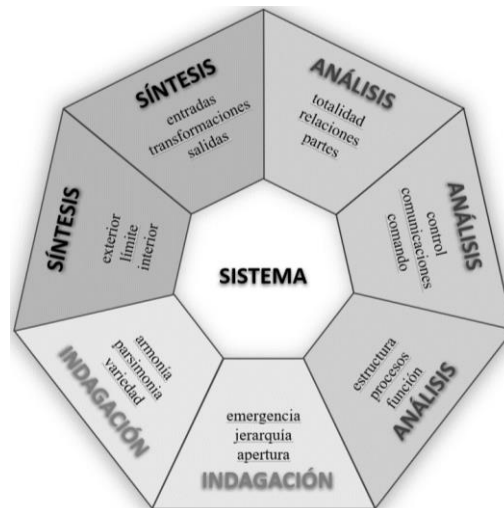 SÍNTESIS
entradas
transformaciones
salidas
ANÁLISIS
totalidad
relaciones
partes
ANÁLISIS
control
comunicaciones
comando
estructura
procesos
función
ANÁLISIS
emergencia
jerarquía
apertura
INDAGACIÓN
armonia
parsimonia
variedad
INDAGACIÓN
SÍNTESIS
exterior
límite
interior
SISTEMA